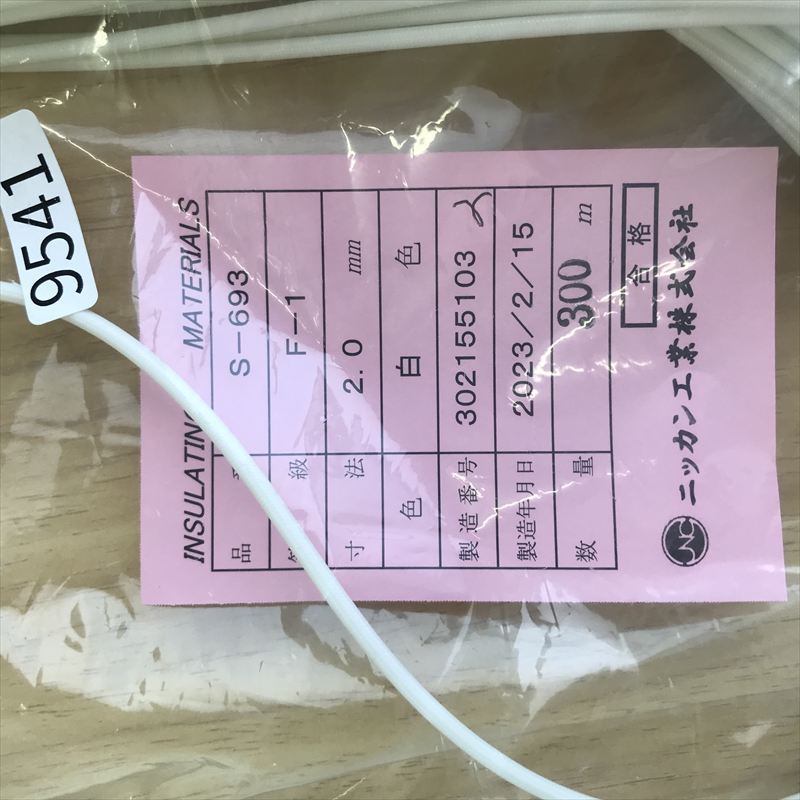 9541
INSULATING MATERIALS
品 S-693
級 F-1
寸法 2.0 mm
色 白色
製造番号 302155103
製造年月日 2023/2/15
数量 300 m
合格
NC ニッカン工業株式会社